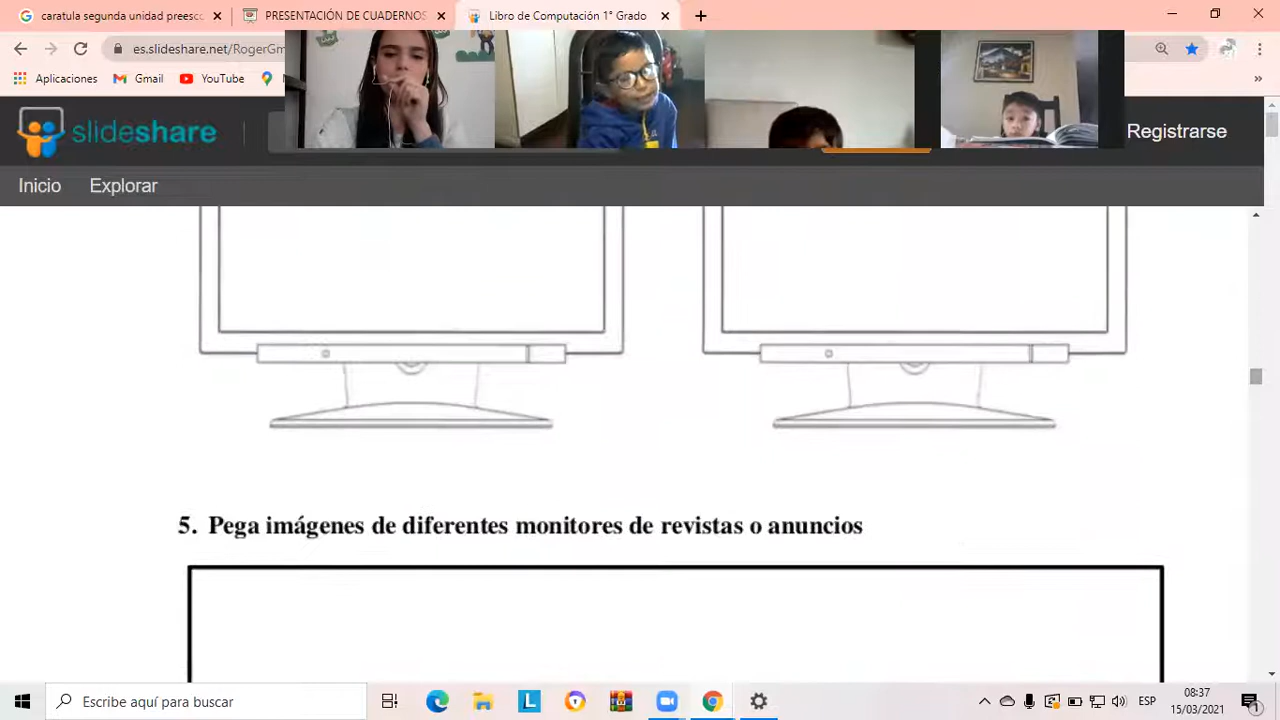 caratula segunda unidad preesc
PRESENTACIÓN DE CUADERNOS
Libro de Computación 1° Grado
es.slideshare.net/RogerGm
Aplicaciones
Gmail
YouTube
slideshare
Registrarse
Inicio
Explorar
5. Pega imágenes de diferentes monitores de revistas o anuncios
Escribe aquí para buscar
ESP
08:37
15/03/2021